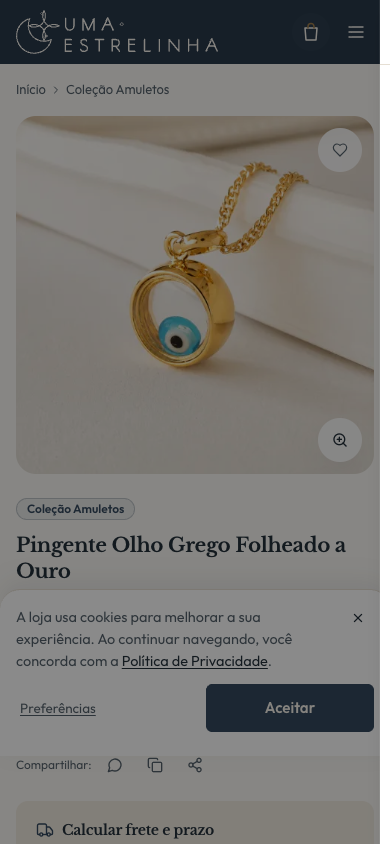 UMA
ESTRELINHA
Início > Coleção Amuletos
Coleção Amuletos
Pingente Olho Grego Folheado a
Ouro
A loja usa cookies para melhorar a sua
experiência. Ao continuar navegando, você
concorda com a Política de Privacidade.
Preferências
Aceitar
Compartilhar:
Calcular frete e prazo